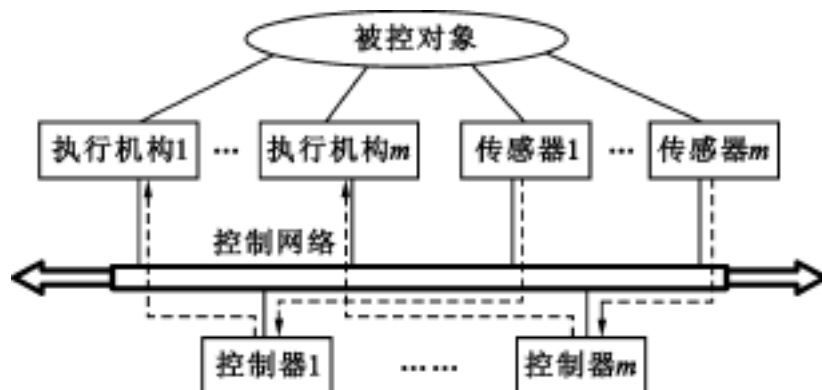 被控对象
执行机构1 … 执行机构m 传感器1 … 传感器m
控制网络
控制器1 …… 控制器m